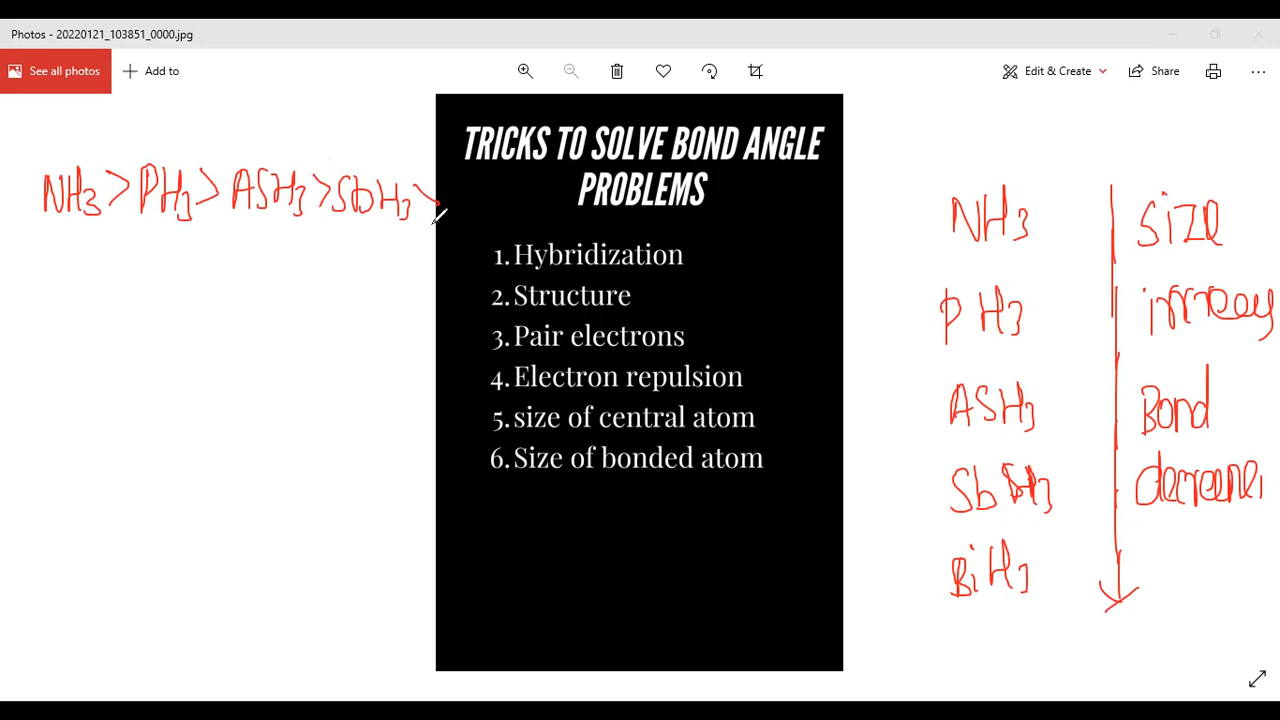 Photos - 20220121_103851_0000.jpg
See all photos
Add to
Edit & Create
Share
NH3 > PH3 > ASH3 > SbH3 >
TRICKS TO SOLVE BOND ANGLE
PROBLEMS
1. Hybridization
2. Structure
3. Pair electrons
4. Electron repulsion
5. size of central atom
6. Size of bonded atom
NH3
PH3
ASH3
Sb H3
BiH3
SIZE
Bond